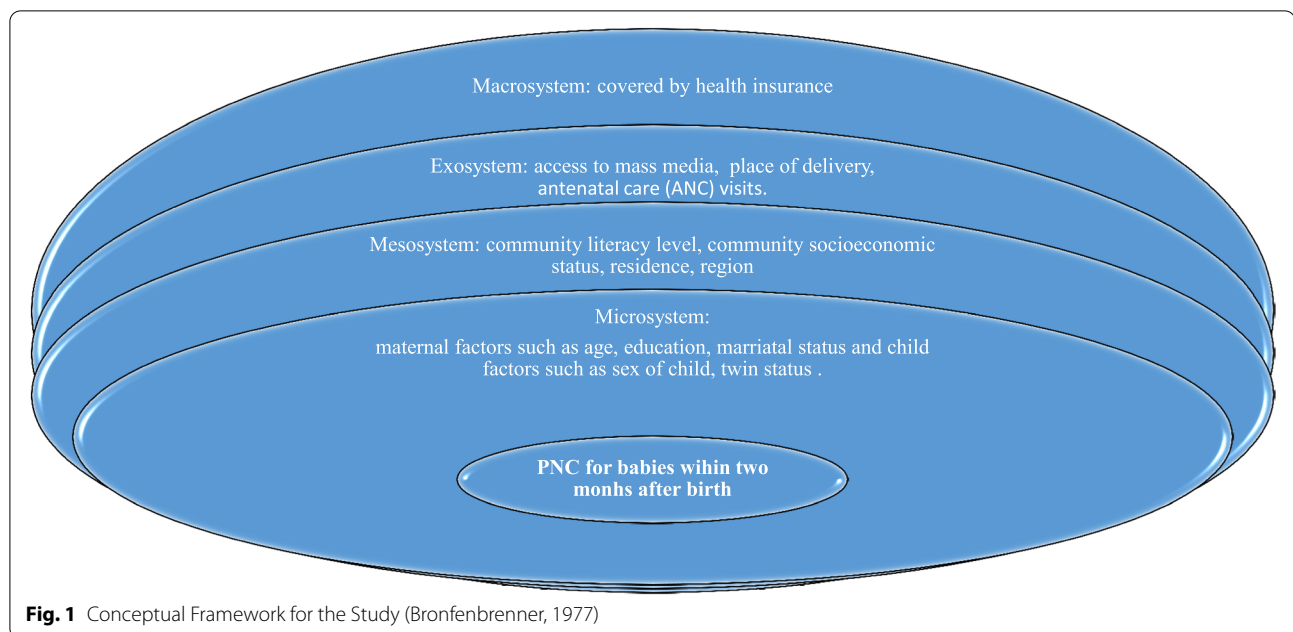 Macrosystem: covered by health insurance
Exosystem: access to mass media, place of delivery,
antenatal care (ANC) visits.
Mesosystem: community literacy level, community socioeconomic
status, residence, region
Microsystem:
maternal factors such as age, education, marriatal status and child
factors such as sex of child, twin status .
PNC for babies wihin two
monhs after birth
Fig. 1 Conceptual Framework for the Study (Bronfenbrenner, 1977)